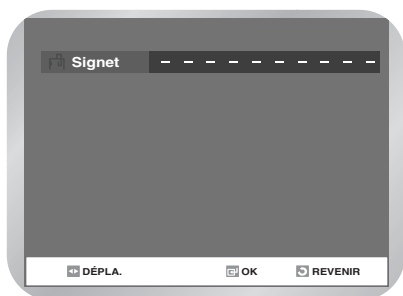 Signet – – – – – – – – – –
DÉPLA. OK REVENIR